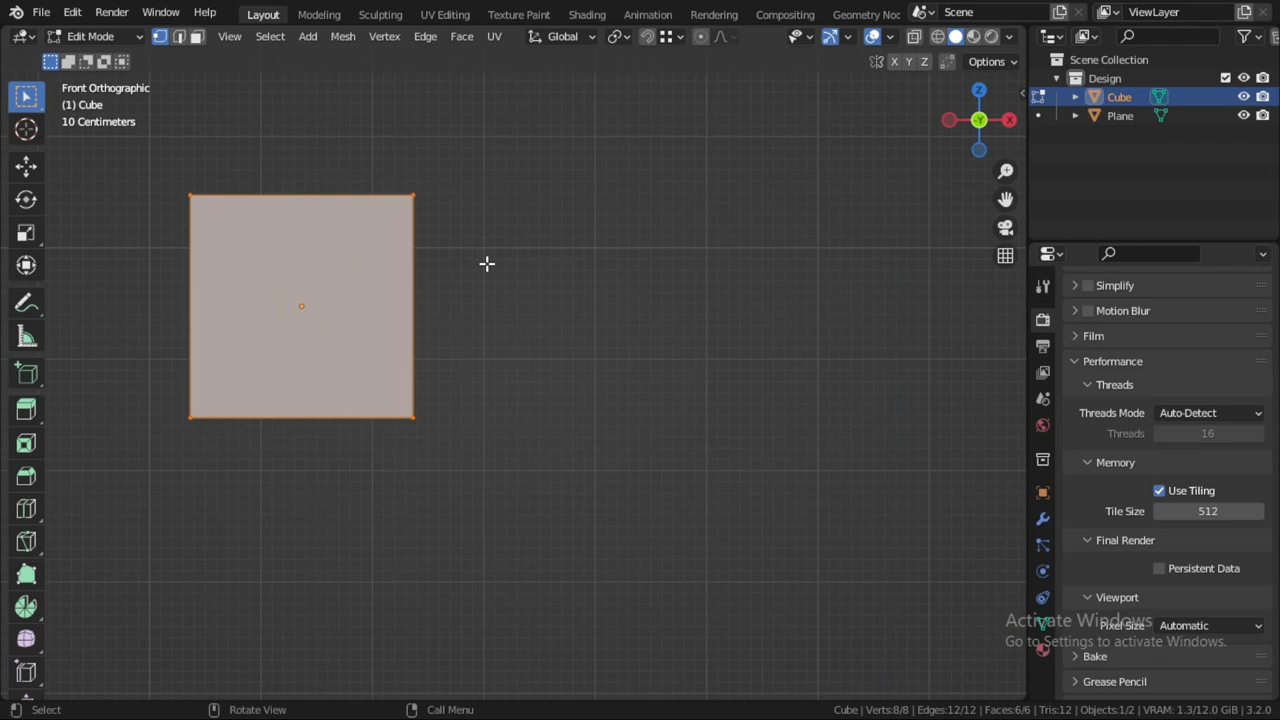 File Edit Render Window Help Layout Modeling Sculpting UV Editing Texture Paint Shading Animation Rendering Compositing Geometry Noc Scene ViewLayer
Edit Mode View Select Add Mesh Vertex Edge Face UV Global
X Y Z Options
Front Orthographic
(1) Cube
10 Centimeters
Z
-Y
X
Scene Collection
Design
Cube
Plane
Simplify
Motion Blur
Film
Performance
Threads
Threads Mode Auto-Detect
Threads 16
Memory
Use Tiling
Tile Size 512
Final Render
Persistent Data
Viewport
Pixel Size Automatic
Activate Windows
Go to Settings to activate Windows.
Bake
Grease Pencil
Select Rotate View Call Menu Cube | Verts:8/8 | Edges:12/12 | Faces:6/6 | Tris:12 | Objects:1/2 | VRAM: 1.3/12.0 GiB | 3.2.0